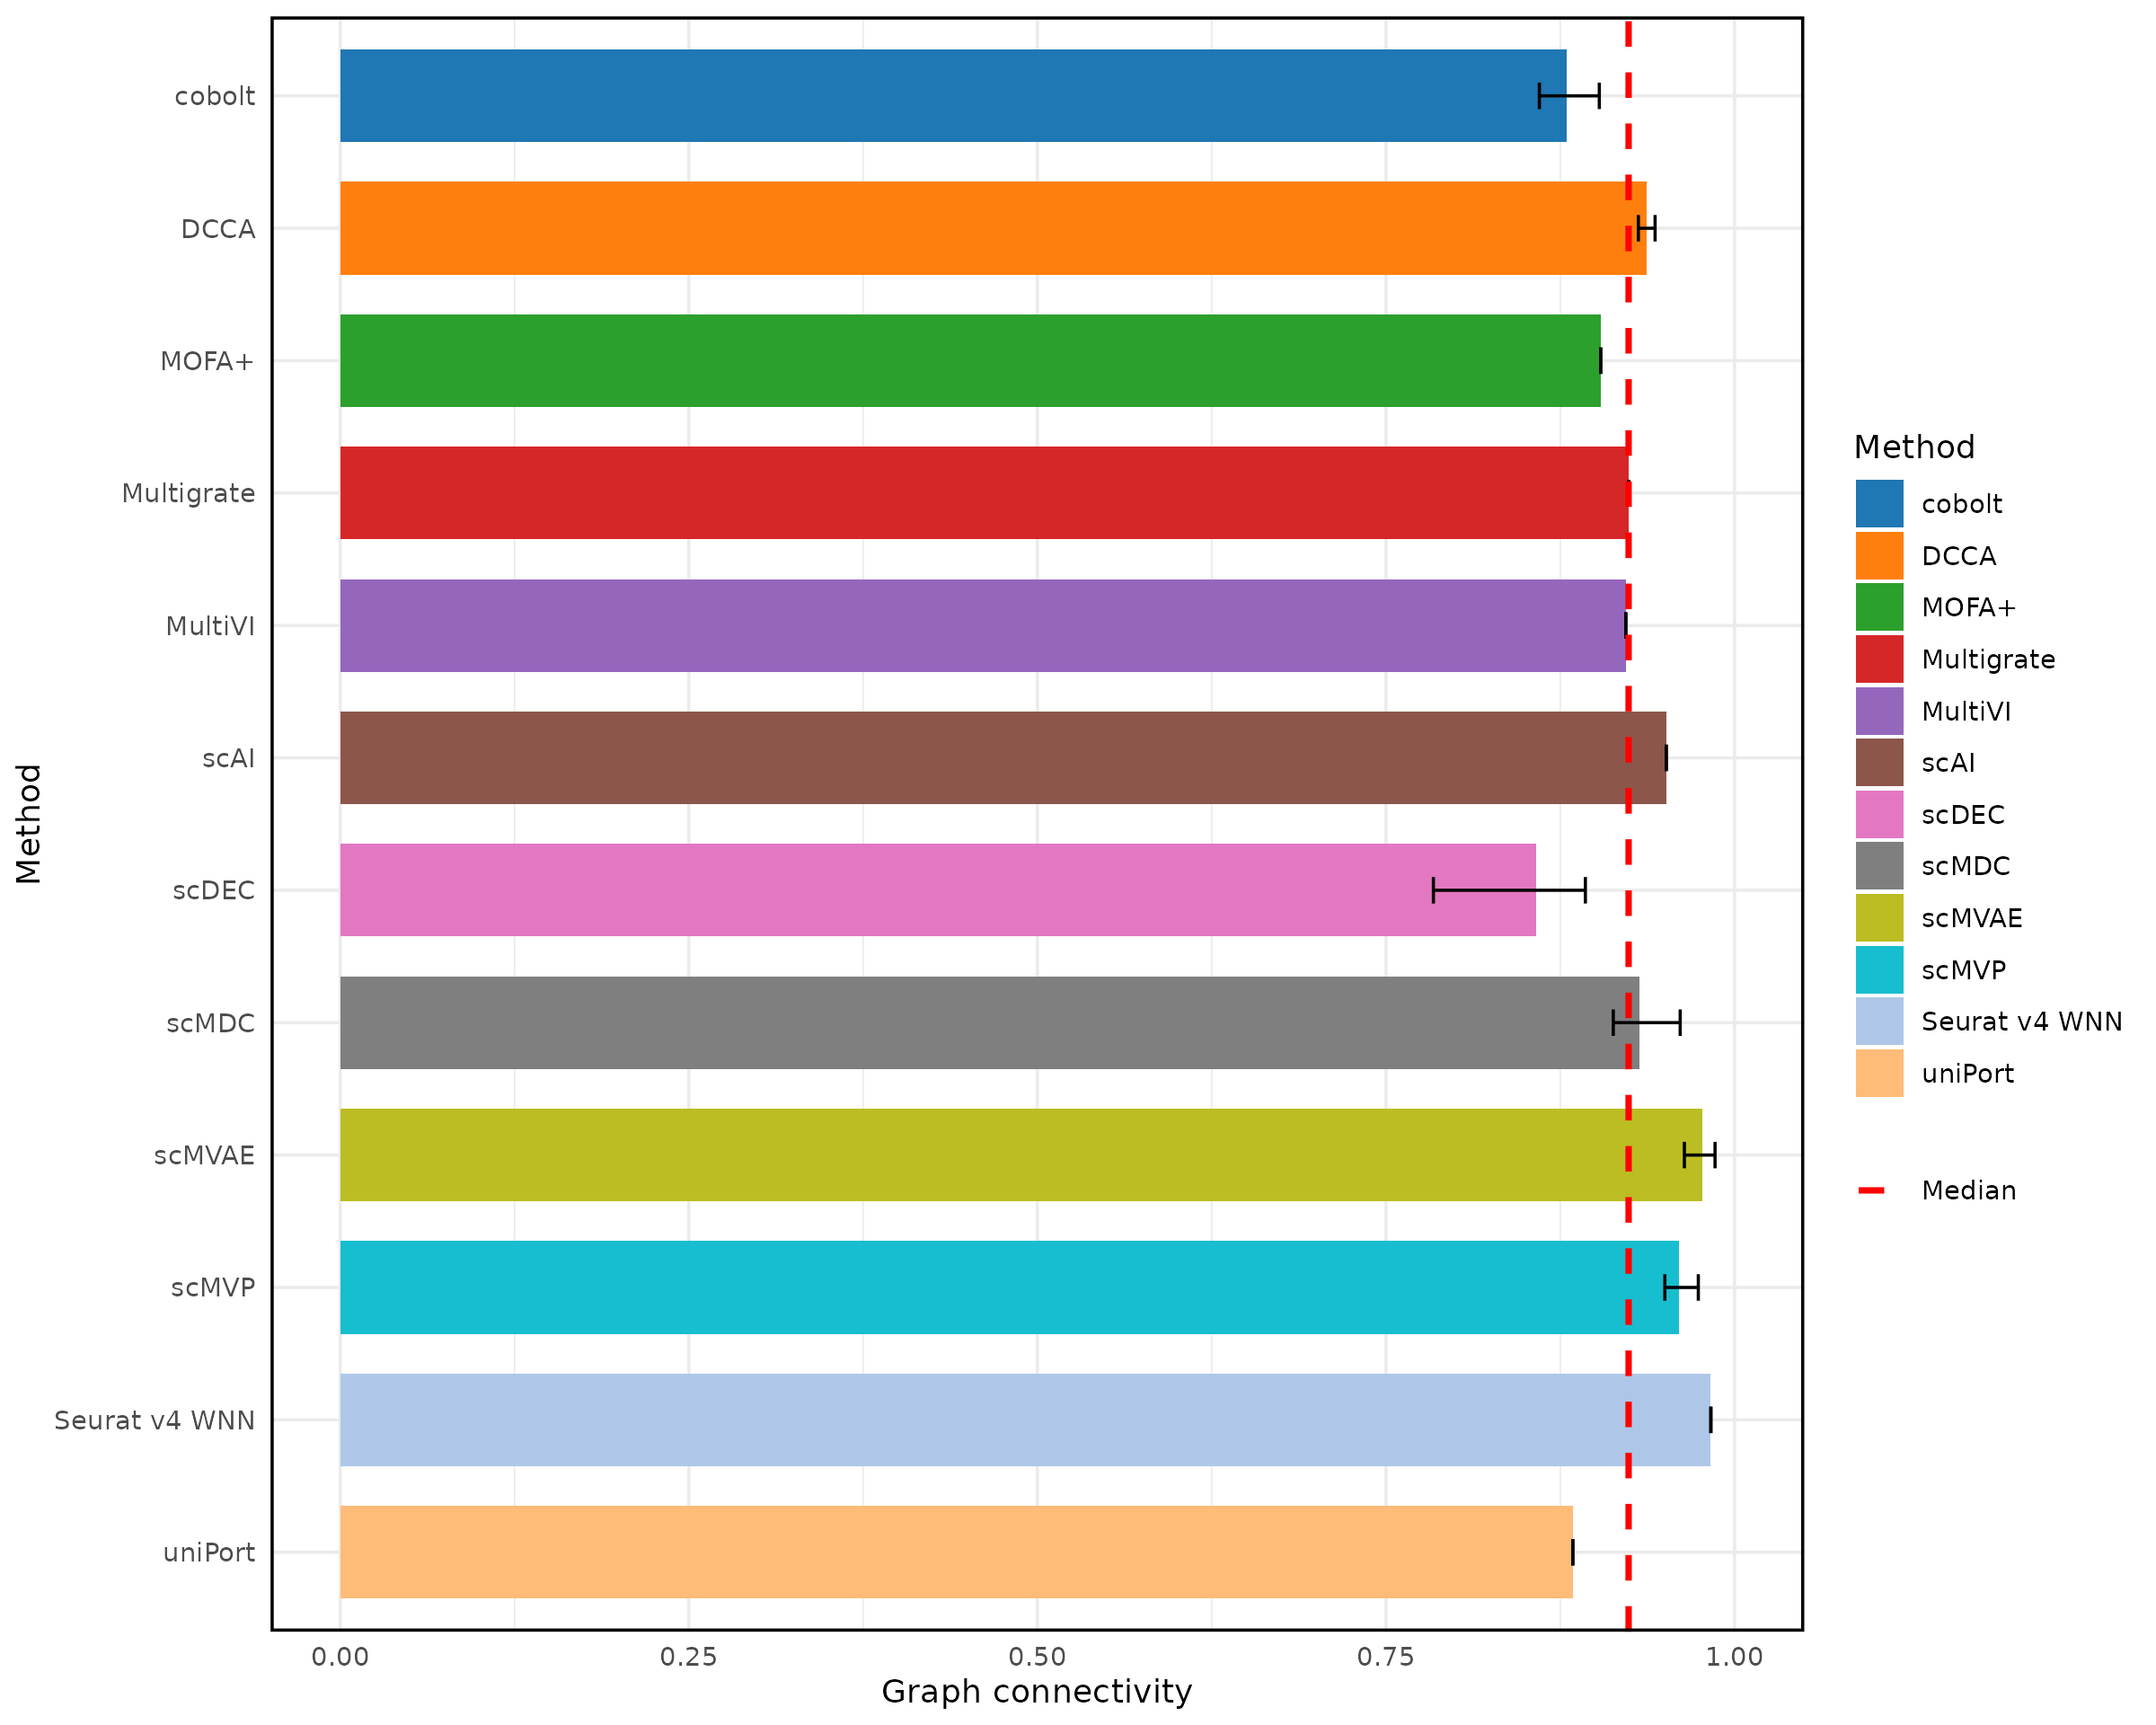 cobolt
DCCA
MOFA+
Multigrate
MultiVI
scAI
scDEC
scMDC
scMVAE
scMVP
Seurat v4 WNN
uniPort
Method
0.00
0.25
0.50
0.75
1.00
Graph connectivity
Method
cobolt
DCCA
MOFA+
Multigrate
MultiVI
scAI
scDEC
scMDC
scMVAE
scMVP
Seurat v4 WNN
uniPort
Median